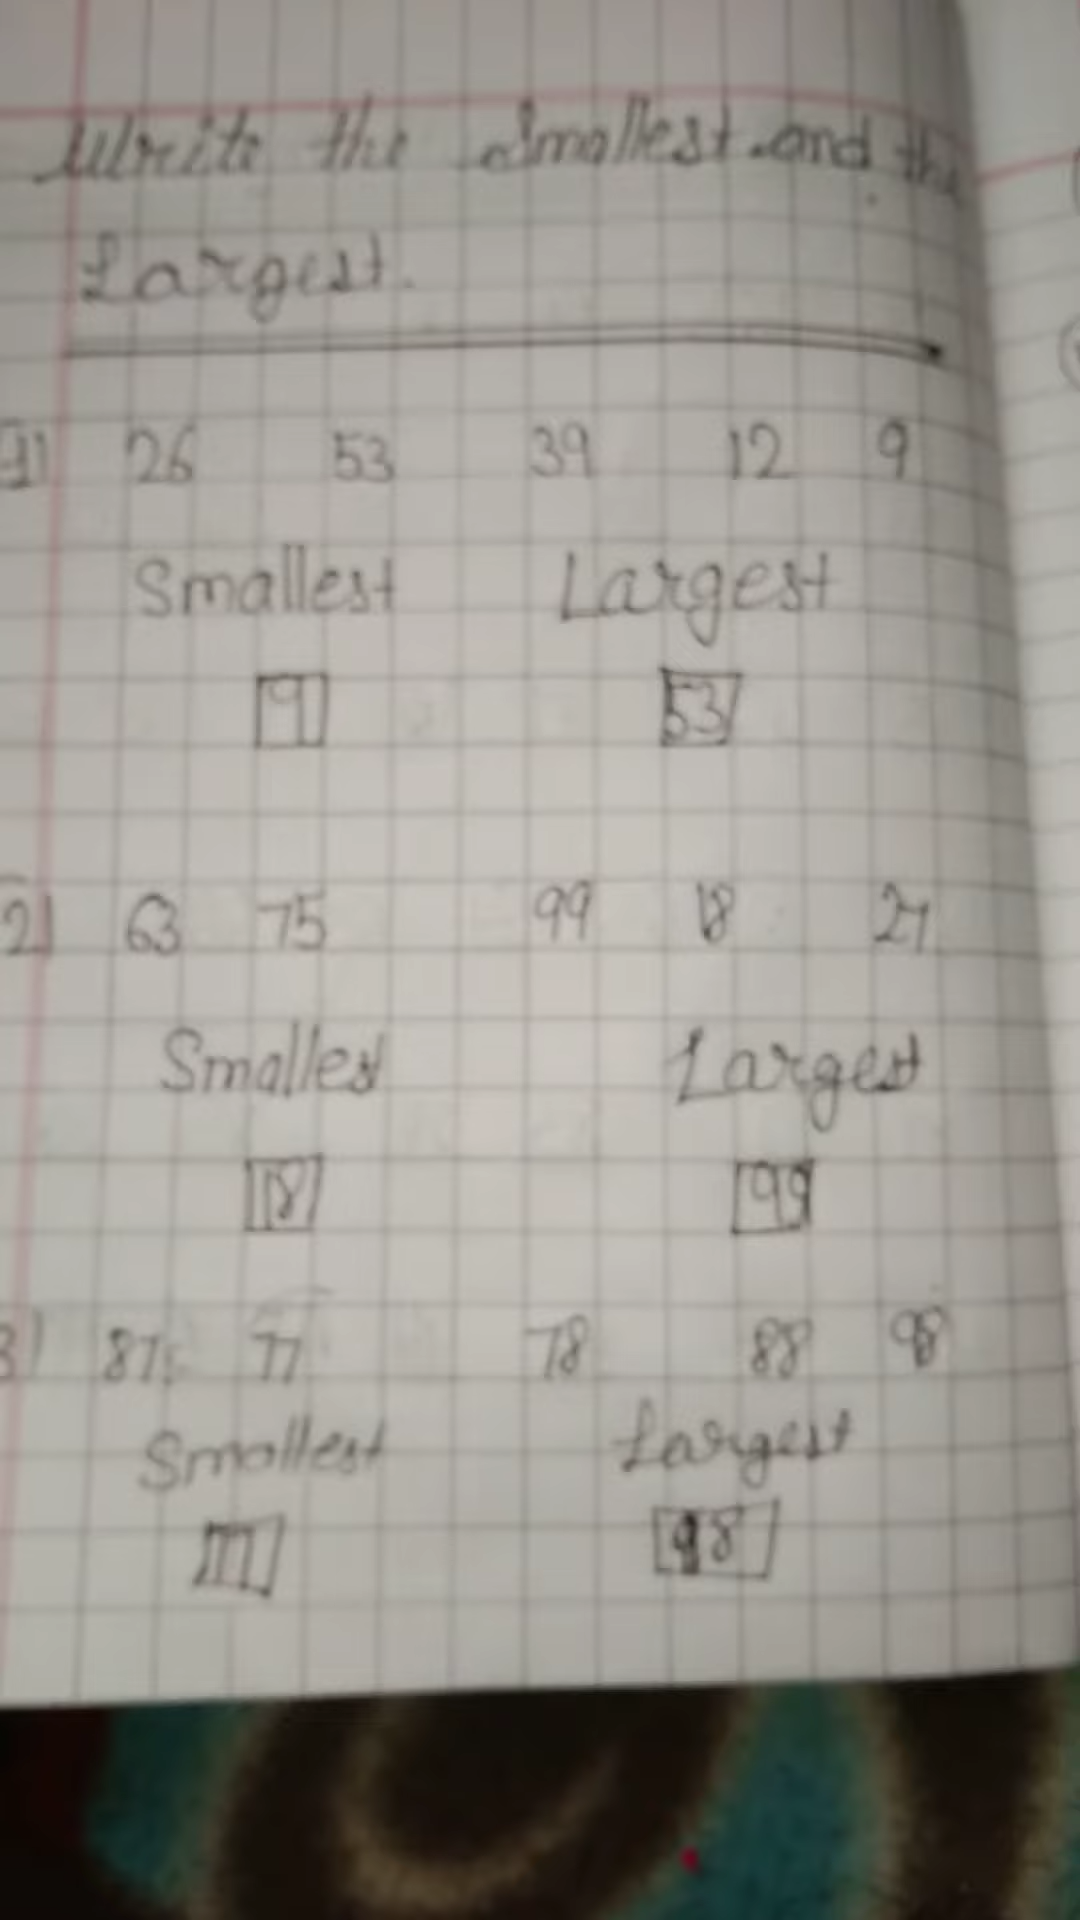 Write the Smallest and the
Largest.
1) 26 53 39 12 9
Smallest Largest
9 53
2) 63 75 99 18 27
Smallest Largest
18 99
3) 87 77 78 88 98
Smallest Largest
77 98